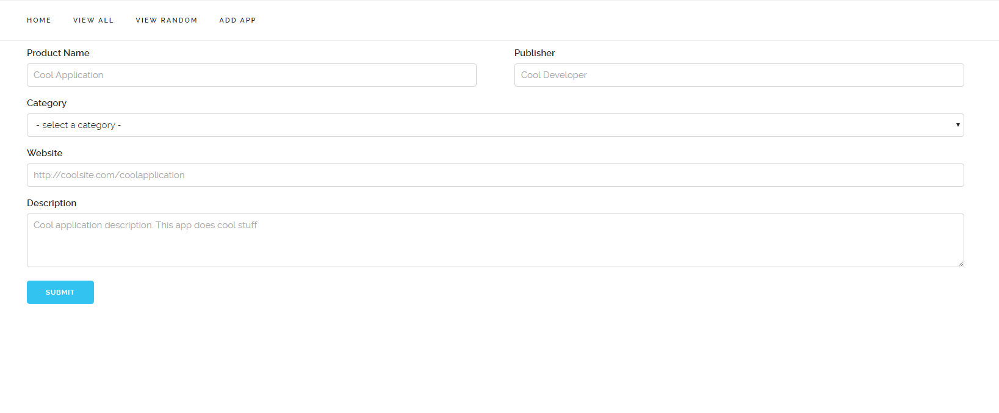 HOME VIEW ALL VIEW RANDOM ADD APP
Product Name Publisher
Cool Application Cool Developer
Category
- select a category -
Website
http://coolsite.com/coolapplication
Description
Cool application description. This app does cool stuff
SUBMIT